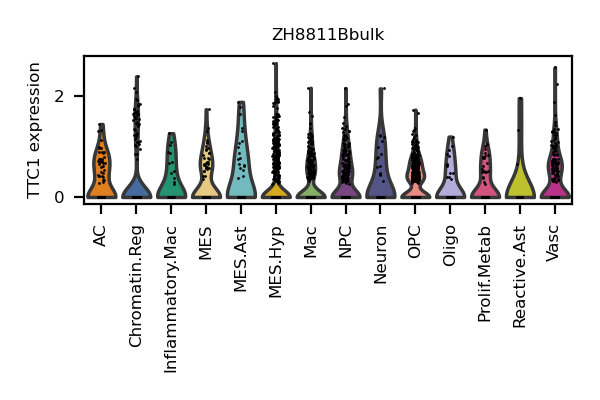 ZH8811Bbulk
TTC1 expression
2
0
AC
Chromatin.Reg
Inflammatory.Mac
MES
MES.Ast
MES.Hyp
Mac
NPC
Neuron
OPC
Oligo
Prolif.Metab
Reactive.Ast
Vasc